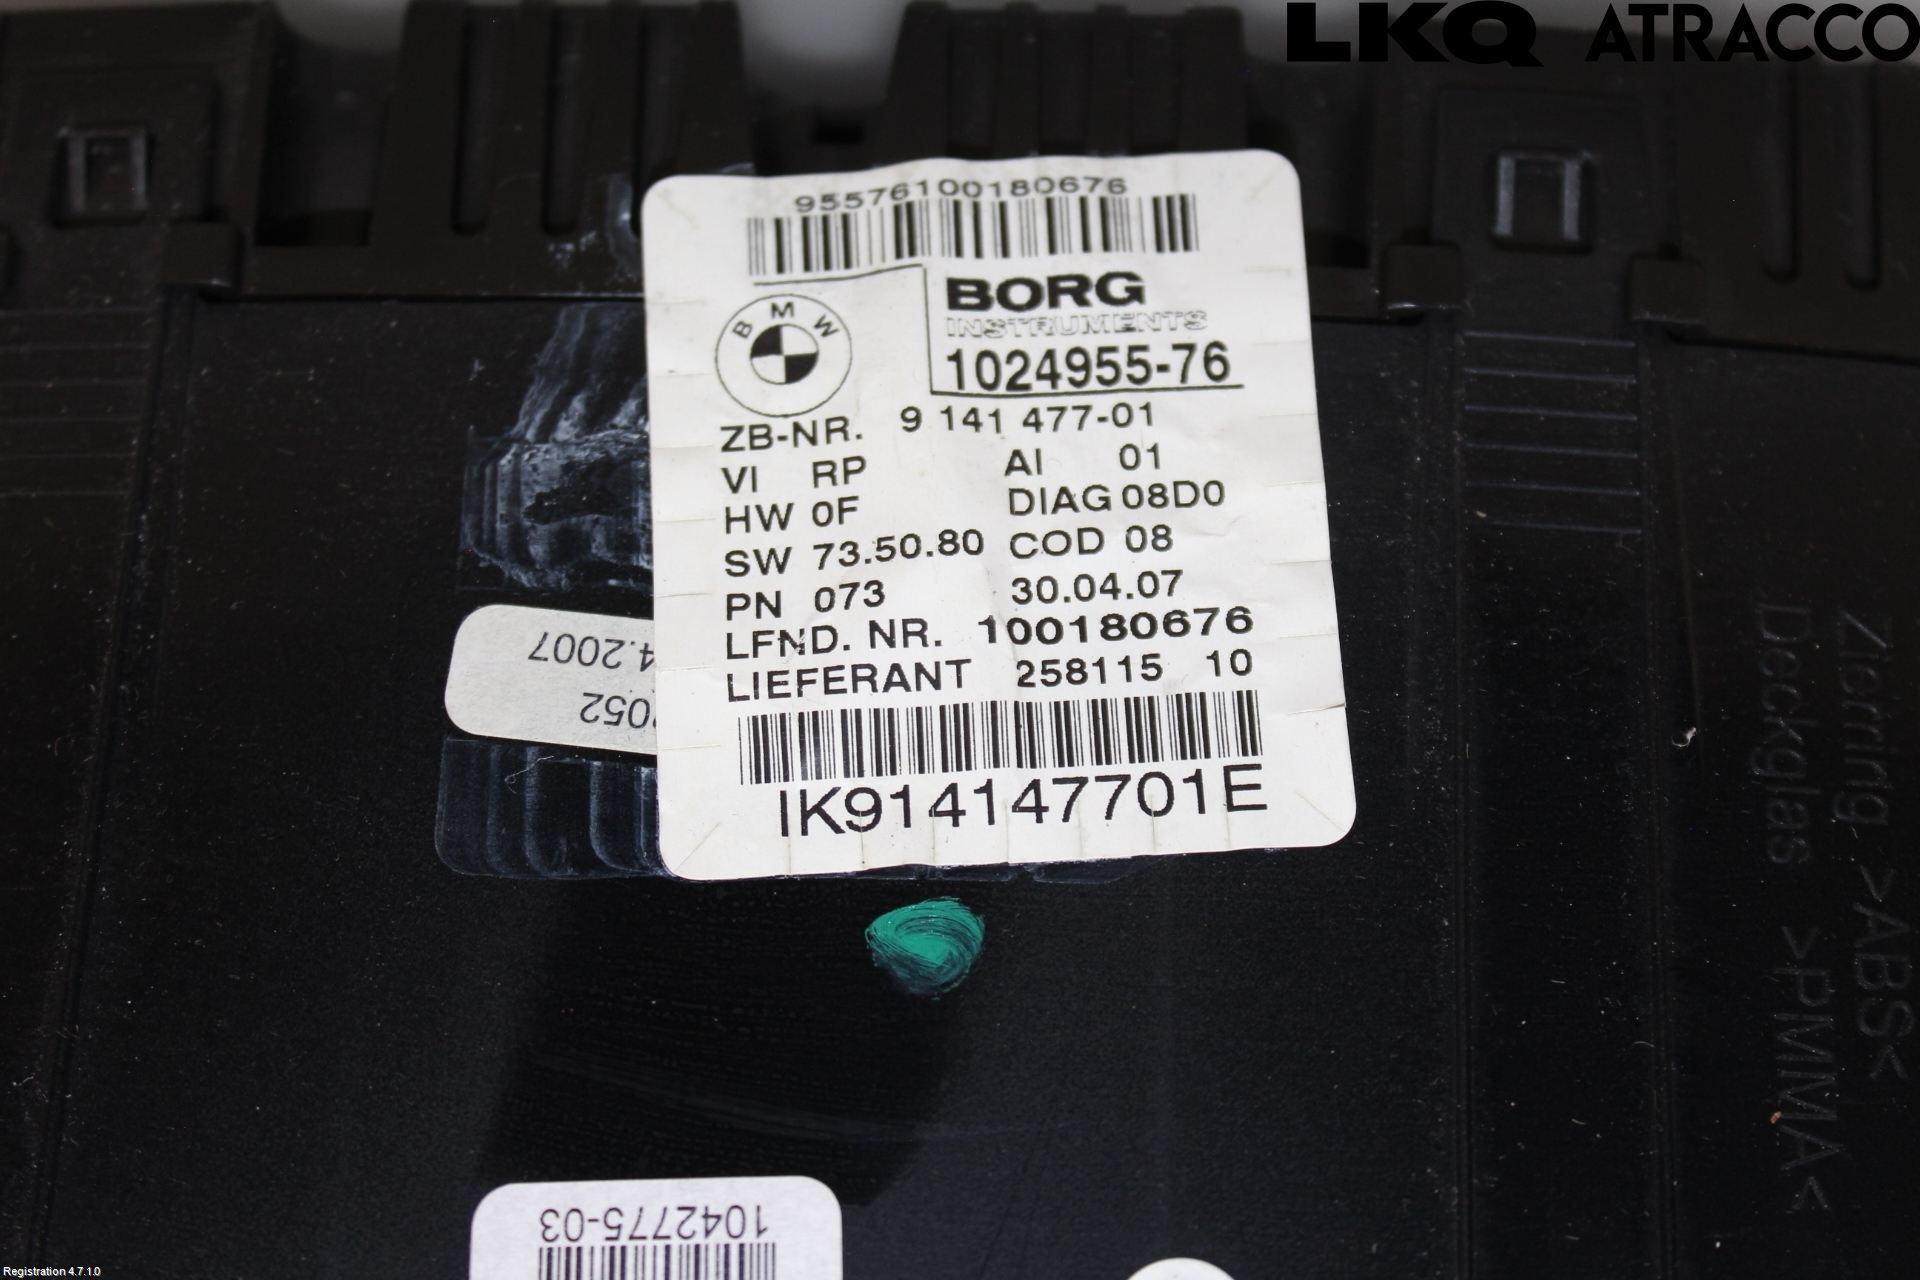 LKQ ATRACCO
95576100180676
BMW
BORG
INSTRUMENTS
1024955-76
ZB-NR. 9 141 477-01
VI RP AI 01
HW 0F DIAG 08D0
SW 73.50.80 COD 08
PN 073 30.04.07
LFND. NR. 100180676
LIEFERANT 258115 10
IK914147701E
4.2007
2052
Zierring >ABS<
Deckglas >PMMA<
1042775-03
Registration 4.7.1.0